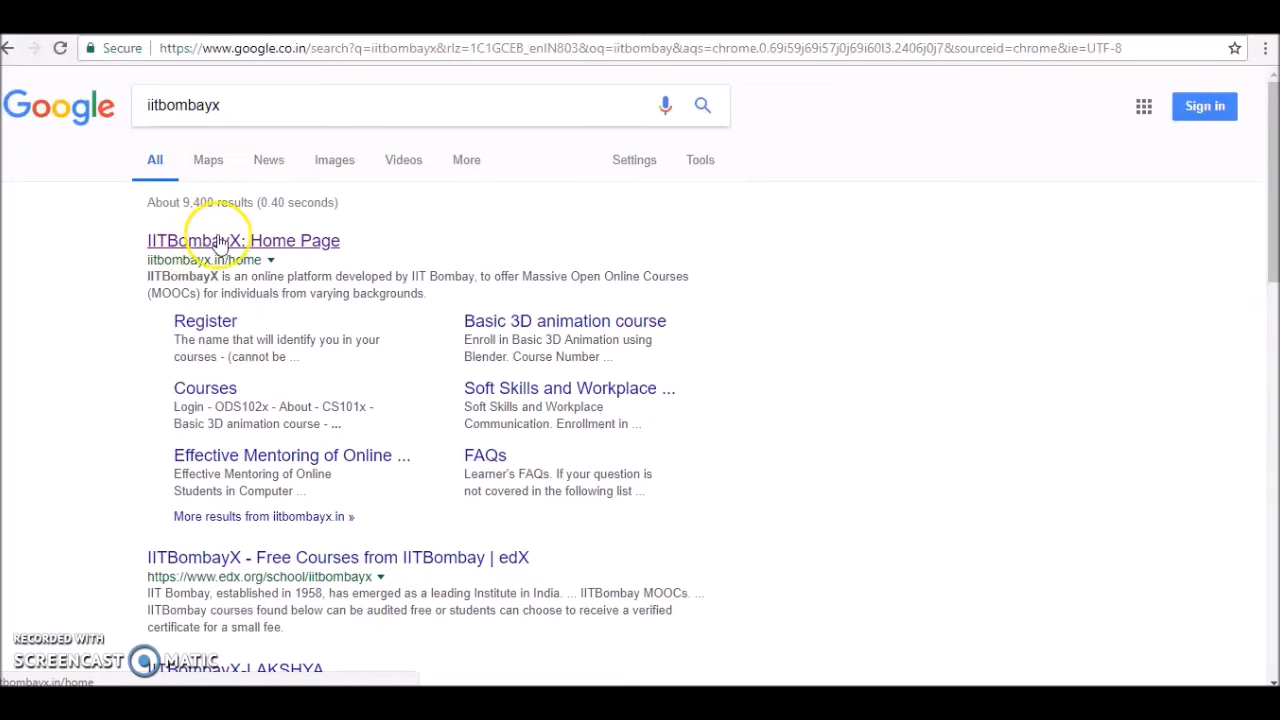 Secure https://www.google.co.in/search?q=iitbombayx&rlz=1C1GCEB_enIN803&oq=iitbombay&aqs=chrome.0.69i59j69i57j0j69i60l3.2406j0j7&sourceid=chrome&ie=UTF-8
Google iitbombayx Sign in
All Maps News Images Videos More Settings Tools
About 9,400 results (0.40 seconds)
IITBombayX: Home Page
iitbombayx.in/home
IITBombayX is an online platform developed by IIT Bombay, to offer Massive Open Online Courses
(MOOCs) for individuals from varying backgrounds.
Register
The name that will identify you in your
courses - (cannot be ...
Basic 3D animation course
Enroll in Basic 3D Animation using
Blender. Course Number ...
Courses
Login - ODS102x - About - CS101x -
Basic 3D animation course - ...
Soft Skills and Workplace ...
Soft Skills and Workplace
Communication. Enrollment in ...
Effective Mentoring of Online ...
Effective Mentoring of Online
Students in Computer ...
FAQs
Learner's FAQs. If your question is
not covered in the following list ...
More results from iitbombayx.in »
IITBombayX - Free Courses from IITBombay | edX
https://www.edx.org/school/iitbombayx
IIT Bombay, established in 1958, has emerged as a leading Institute in India. ... IITBombay MOOCs. ...
IITBombay courses found below can be audited free or students can choose to receive a verified
certificate for a small fee.
RECORDED WITH
SCREENCAST MATIC
IITBombayX-LAKSHYA
bombayx.in/home